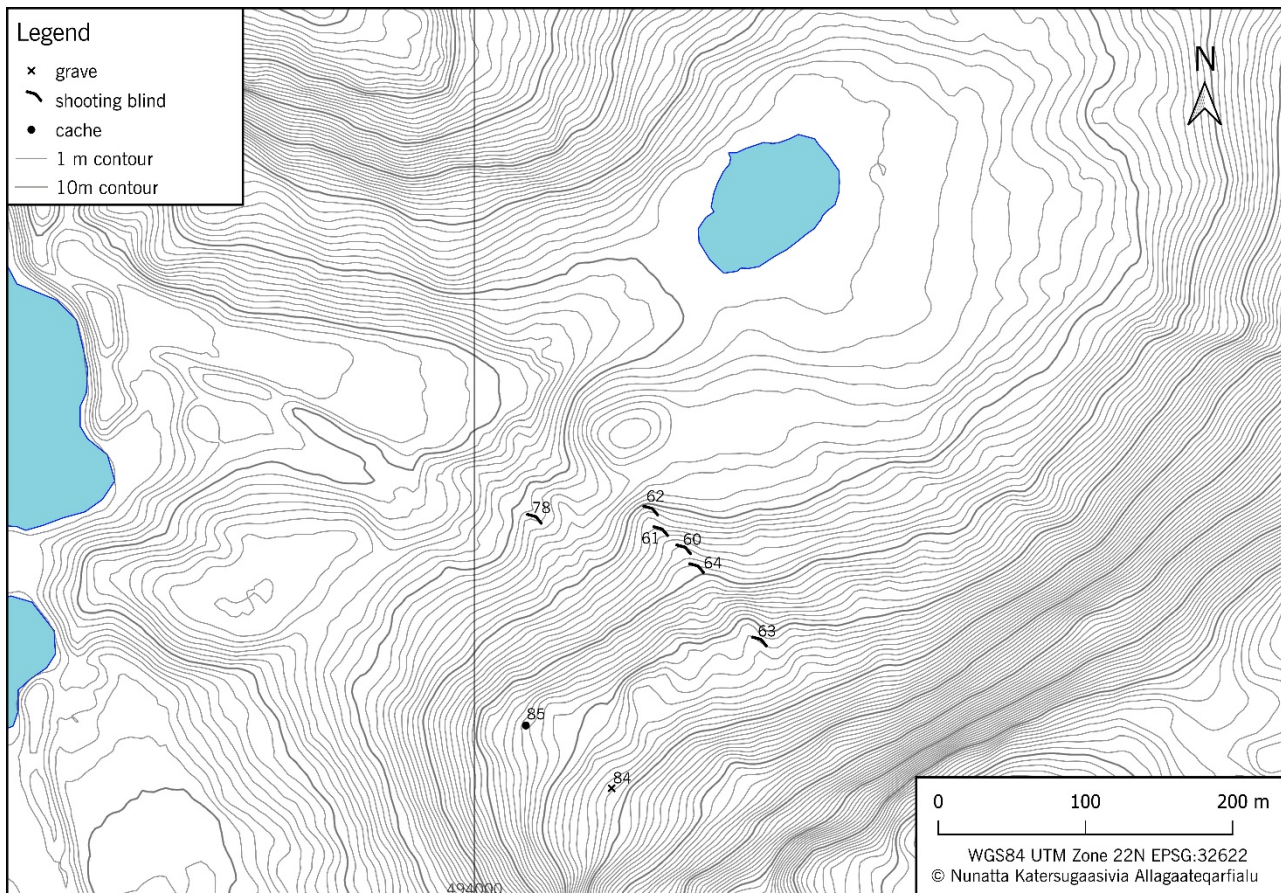 Legend
grave
shooting blind
cache
1 m contour
10m contour
N
62
78
61
60
64
63
85
84
0 100 200 m
WGS84 UTM Zone 22N EPSG:32622
© Nunatta Katersugaasivia Allagaateqarfialu
494000